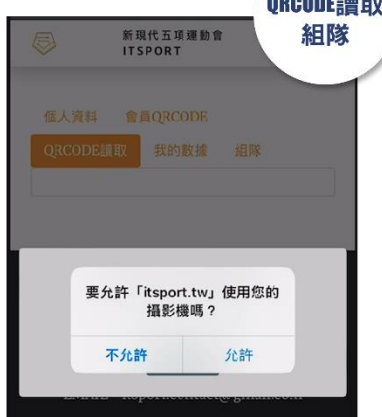 QRCODE讀取
組隊
新現代五項運動會
ITSPORT
個人資料 會員QRCODE
QRCODE讀取 我的數據 組隊
要允許「itsport.tw」使用您的
攝影機嗎？
不允許 允許